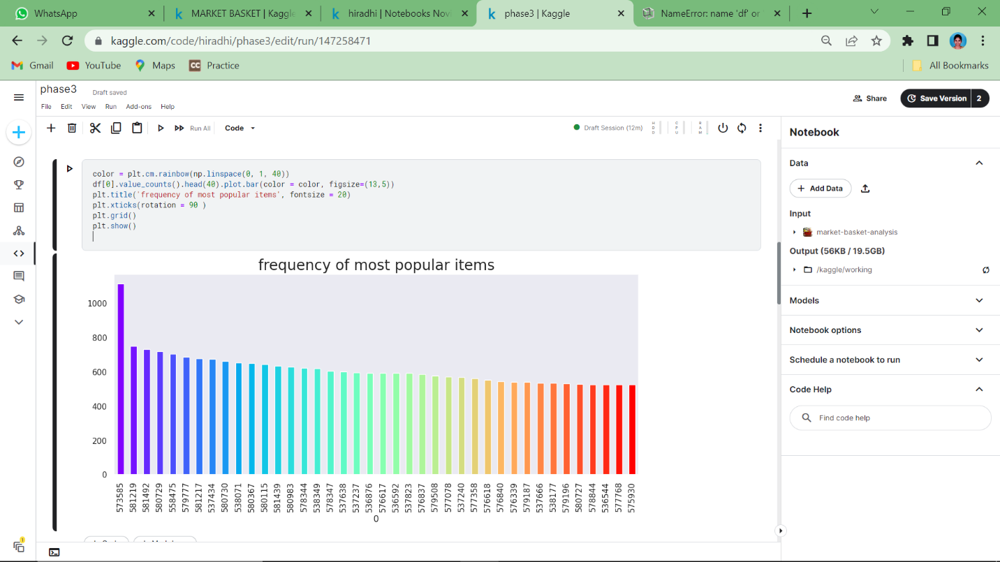 WhatsApp
MARKET BASKET | Kaggle
hiradhi | Notebooks Novi
phase3 | Kaggle
NameError: name 'df' or
kaggle.com/code/hiradhi/phase3/edit/run/147258471
Gmail
YouTube
Maps
CC Practice
All Bookmarks
phase3
Draft saved
File Edit View Run Add-ons Help
Share
Save Version 2
Run All
Code
Draft Session (12m)
HDD
CPU
RAM
Notebook
Data
+ Add Data
Input
market-basket-analysis
Output (56KB / 19.5GB)
/kaggle/working
Models
Notebook options
Schedule a notebook to run
Code Help
Find code help
color = plt.cm.rainbow(np.linspace(0, 1, 40))
df[0].value_counts().head(40).plot.bar(color = color, figsize=(13,5))
plt.title('frequency of most popular items', fontsize = 20)
plt.xticks(rotation = 90 )
plt.grid()
plt.show()
frequency of most popular items
1000
800
600
400
200
0
573585
581219
581492
580729
558475
579777
581217
537434
580730
538071
580367
580115
581439
580983
578344
538349
578347
537638
537237
536876
576617
536592
537823
576837
579508
577078
537240
577358
576618
576840
576339
579187
537666
538177
579196
580727
578844
536544
577768
575930
0
1